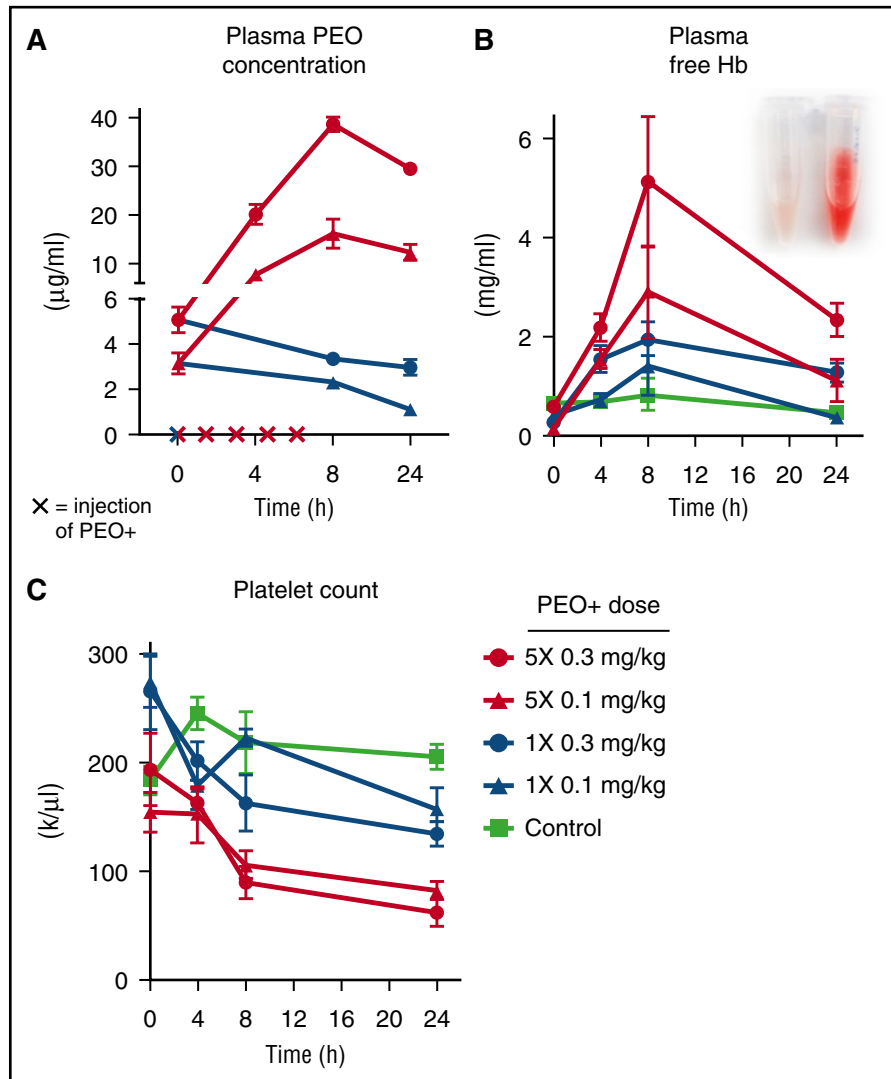 A
Plasma PEO
concentration
40
30
20
10
6
4
2
0
(µg/ml)
0
4
8
24
Time (h)
✕ = injection
of PEO+
B
Plasma
free Hb
6
4
2
0
(mg/ml)
0
4
8
12
16
20
24
Time (h)
C
Platelet count
300
200
100
0
(k/µl)
0
4
8
12
16
20
24
Time (h)
PEO+ dose
5X 0.3 mg/kg
5X 0.1 mg/kg
1X 0.3 mg/kg
1X 0.1 mg/kg
Control